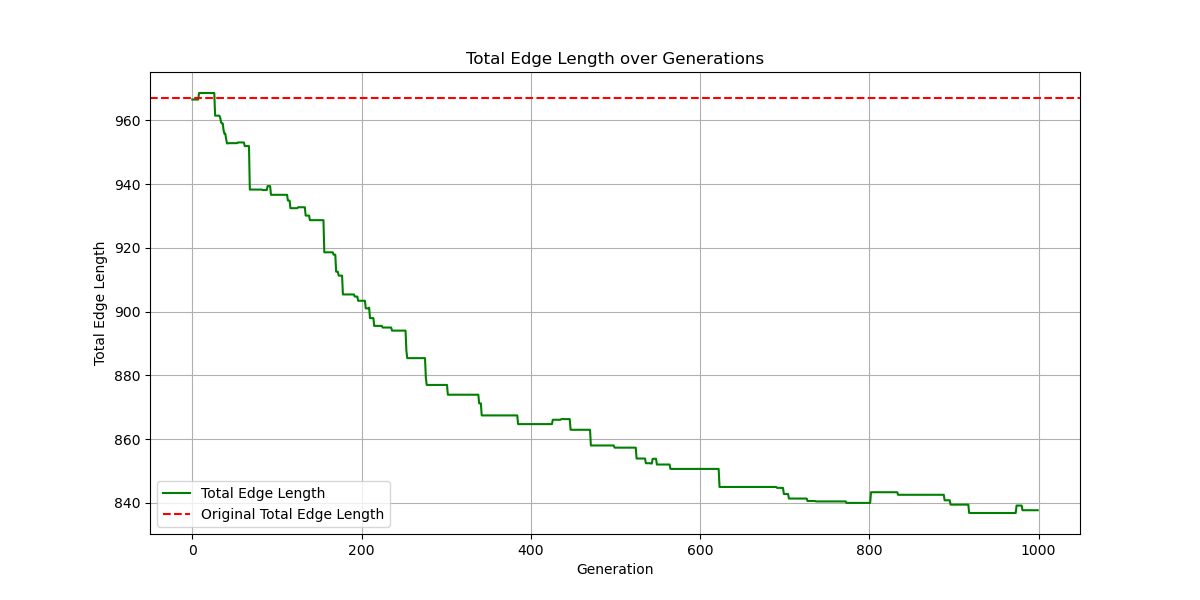 Total Edge Length over Generations
Total Edge Length
960
940
920
900
880
860
840
0 200 400 600 800 1000
Generation
Total Edge Length
Original Total Edge Length